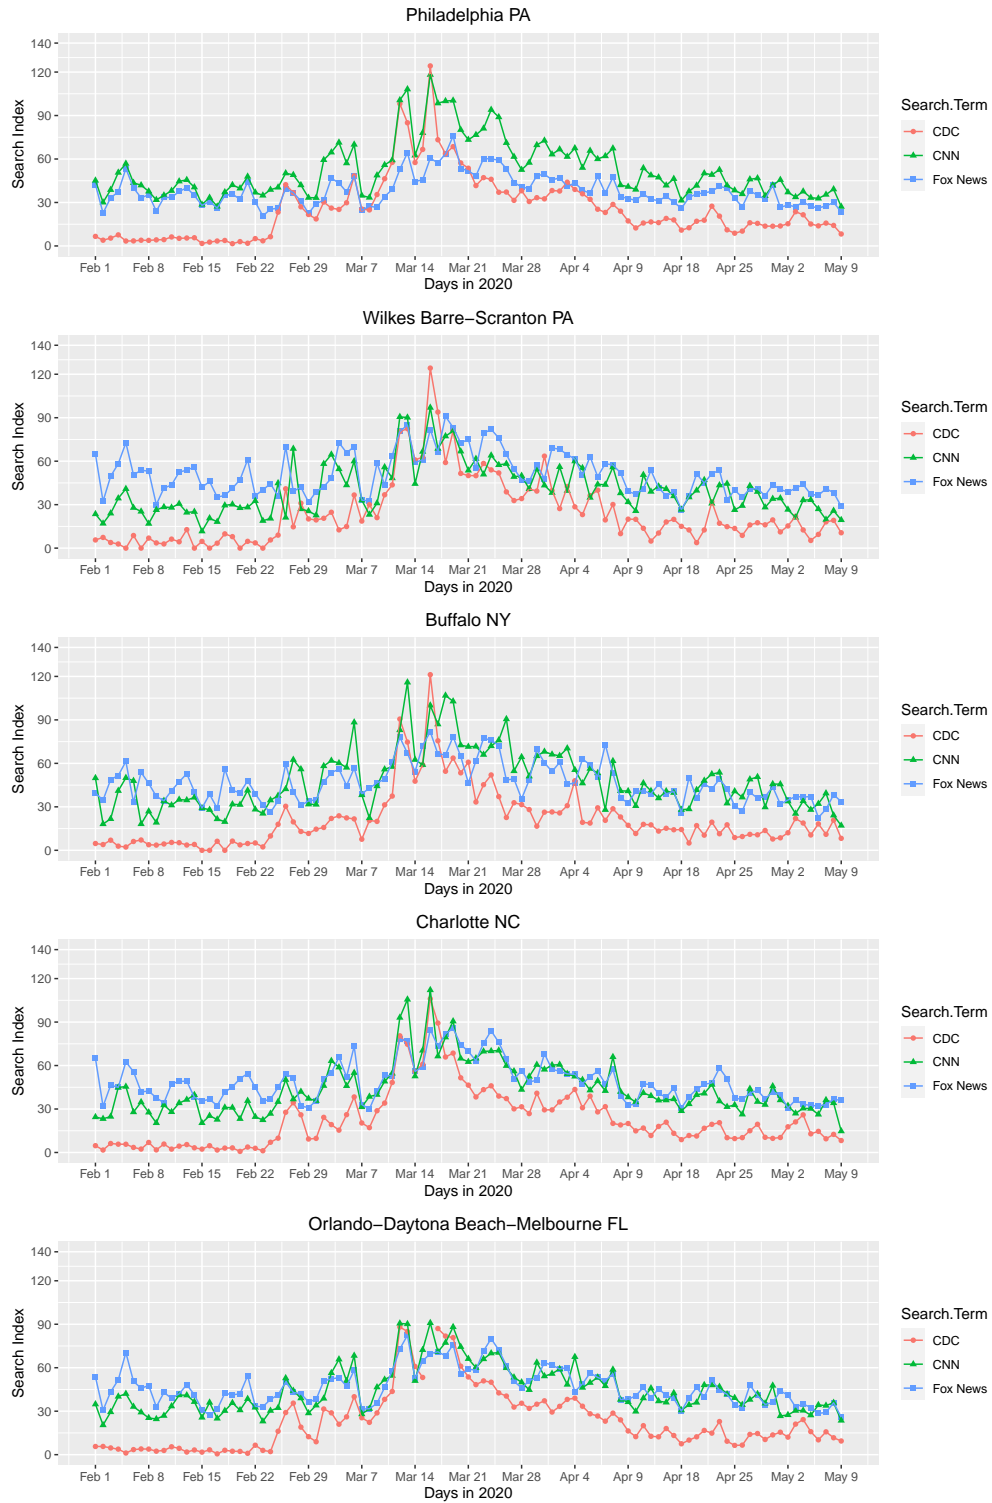 Philadelphia PA
140
120
90
60
30
0
Search Index
Feb 1 Feb 8 Feb 15 Feb 22 Feb 29 Mar 7 Mar 14 Mar 21 Mar 28 Apr 4 Apr 9 Apr 18 Apr 25 May 2 May 9
Days in 2020
Search.Term
CDC
CNN
Fox News
Wilkes Barre−Scranton PA
140
120
90
60
30
0
Search Index
Feb 1 Feb 8 Feb 15 Feb 22 Feb 29 Mar 7 Mar 14 Mar 21 Mar 28 Apr 4 Apr 9 Apr 18 Apr 25 May 2 May 9
Days in 2020
Search.Term
CDC
CNN
Fox News
Buffalo NY
140
120
90
60
30
0
Search Index
Feb 1 Feb 8 Feb 15 Feb 22 Feb 29 Mar 7 Mar 14 Mar 21 Mar 28 Apr 4 Apr 9 Apr 18 Apr 25 May 2 May 9
Days in 2020
Search.Term
CDC
CNN
Fox News
Charlotte NC
140
120
90
60
30
0
Search Index
Feb 1 Feb 8 Feb 15 Feb 22 Feb 29 Mar 7 Mar 14 Mar 21 Mar 28 Apr 4 Apr 9 Apr 18 Apr 25 May 2 May 9
Days in 2020
Search.Term
CDC
CNN
Fox News
Orlando−Daytona Beach−Melbourne FL
140
120
90
60
30
0
Search Index
Feb 1 Feb 8 Feb 15 Feb 22 Feb 29 Mar 7 Mar 14 Mar 21 Mar 28 Apr 4 Apr 9 Apr 18 Apr 25 May 2 May 9
Days in 2020
Search.Term
CDC
CNN
Fox News